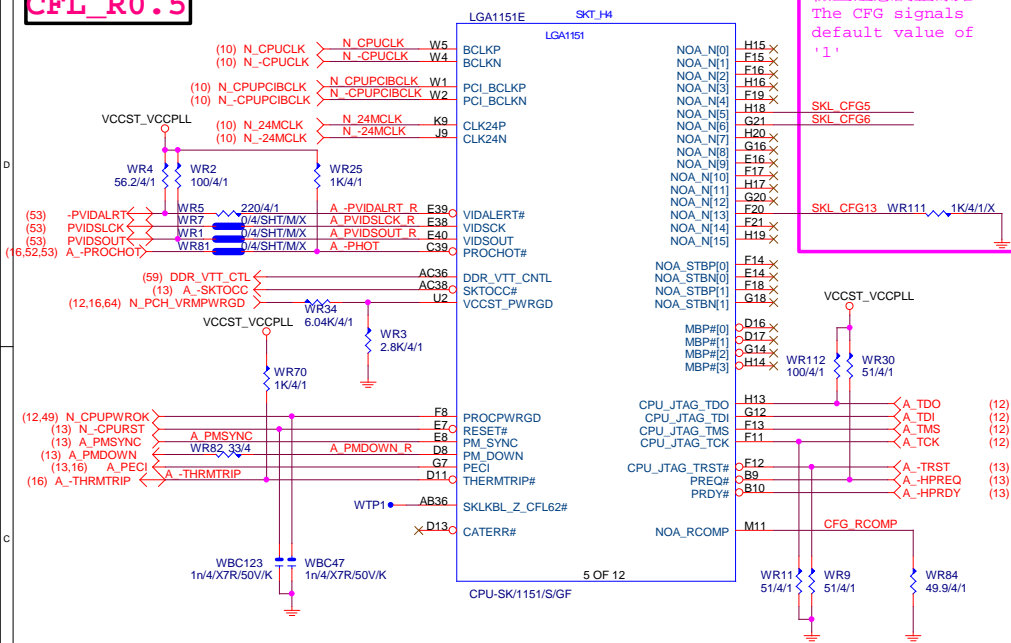 CFL_R0.5
The CFG signals
default value of
'1'
LGA1151E
SKT_H4
LGA1151
(10) N_CPUCLK N_CPUCLK W5 BCLKP
(10) N_-CPUCLK N_-CPUCLK W4 BCLKN
(10) N_CPUPCIBCLK N_CPUPCIBCLK W1 PCI_BCLKP
(10) N_-CPUPCIBCLK N_-CPUPCIBCLK W2 PCI_BCLKN
(10) N_24MCLK N_24MCLK K9 CLK24P
(10) N_-24MCLK N_-24MCLK J9 CLK24N
VCCST_VCCPLL
WR4
56.2/4/1
WR2
100/4/1
WR25
1K/4/1
(53) -PVIDALRT WR5 220/4/1 A_-PVIDALRT_R E39 VIDALERT#
(53) PVIDSLCK WR7 0/4/SHT/M/X A_PVIDSLCK_R E38 VIDSCK
(53) PVIDSOUT WR1 0/4/SHT/M/X A_PVIDSOUT_R E40 VIDSOUT
(16,52,53) A_-PROCHOT WR81 0/4/SHT/M/X A_-PHOT C39 PROCHOT#
(59) DDR_VTT_CTL AC36 DDR_VTT_CNTL
(13) A_-SKTOCC AC38 SKTOCC#
(12,16,64) N_PCH_VRMPWRGD U2 VCCST_PWRGD
WR34
6.04K/4/1
VCCST_VCCPLL
WR3
2.8K/4/1
WR70
1K/4/1
(12,49) N_CPUPWROK F8 PROCPWRGD
(13) N_-CPURST E7 RESET#
(13) A_PMSYNC A_PMSYNC E8 PM_SYNC
(13) A_PMDOWN WR82 33/4 A_PMDOWN_R D8 PM_DOWN
(13,16) A_PECI G7 PECI
(16) A_-THRMTRIP A_-THRMTRIP D11 THERMTRIP#
WTP1 AB36 SKLKBL_Z_CFL62#
D13 CATERR#
WBC123
1n/4/X7R/50V/K
WBC47
1n/4/X7R/50V/K
NOA_N[0] H15
NOA_N[1] F15
NOA_N[2] F16
NOA_N[3] H16
NOA_N[4] F19
NOA_N[5] H18 SKL_CFG5
NOA_N[6] G21 SKL_CFG6
NOA_N[7] H20
NOA_N[8] G16
NOA_N[9] E16
NOA_N[10] F17
NOA_N[11] H17
NOA_N[12] G20
NOA_N[13] F20 SKL_CFG13 WR111 1K/4/1/X
NOA_N[14] F21
NOA_N[15] H19
NOA_STBP[0] F14
NOA_STBN[0] E14
NOA_STBP[1] F18
NOA_STBN[1] G18
MBP#[0] D16
MBP#[1] D17
MBP#[2] G14
MBP#[3] H14
VCCST_VCCPLL
WR112
100/4/1
WR30
51/4/1
CPU_JTAG_TDO H13 A_TDO (12)
CPU_JTAG_TDI G12 A_TDI (12)
CPU_JTAG_TMS F13 A_TMS (12)
CPU_JTAG_TCK F11 A_TCK (12)
CPU_JTAG_TRST# F12 A_-TRST (13)
PREQ# B9 A_-HPREQ (13)
PRDY# B10 A_-HPRDY (13)
NOA_RCOMP M11 CFG_RCOMP
WR11
51/4/1
WR9
51/4/1
WR84
49.9/4/1
5 OF 12
CPU-SK/1151/S/GF
D
C